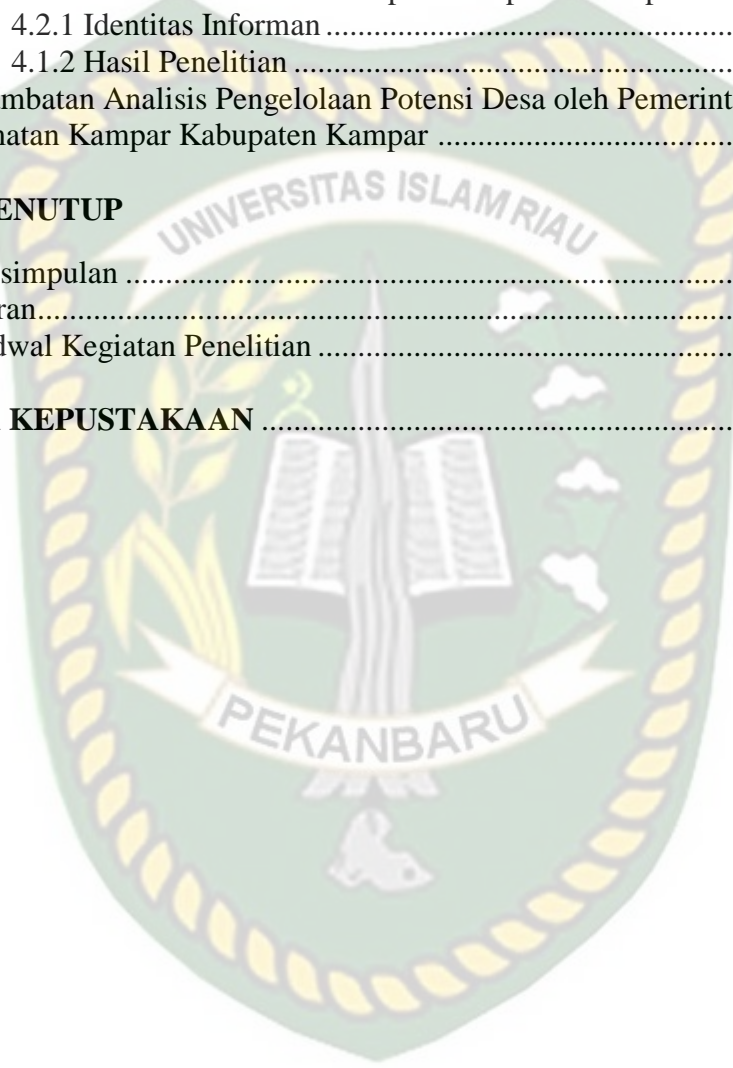 4.2.1 Identitas Informan ........................................................
4.1.2 Hasil Penelitian .............................................................
mbatan Analisis Pengelolaan Potensi Desa oleh Pemerint
natan Kampar Kabupaten Kampar ............................................
ENUTUP
UNIVERSITAS ISLAM RIAU
simpulan ....................................................................................
ran..............................................................................................
dwal Kegiatan Penelitian ..........................................................
KEPUSTAKAAN ....................................................................
PEKANBARU